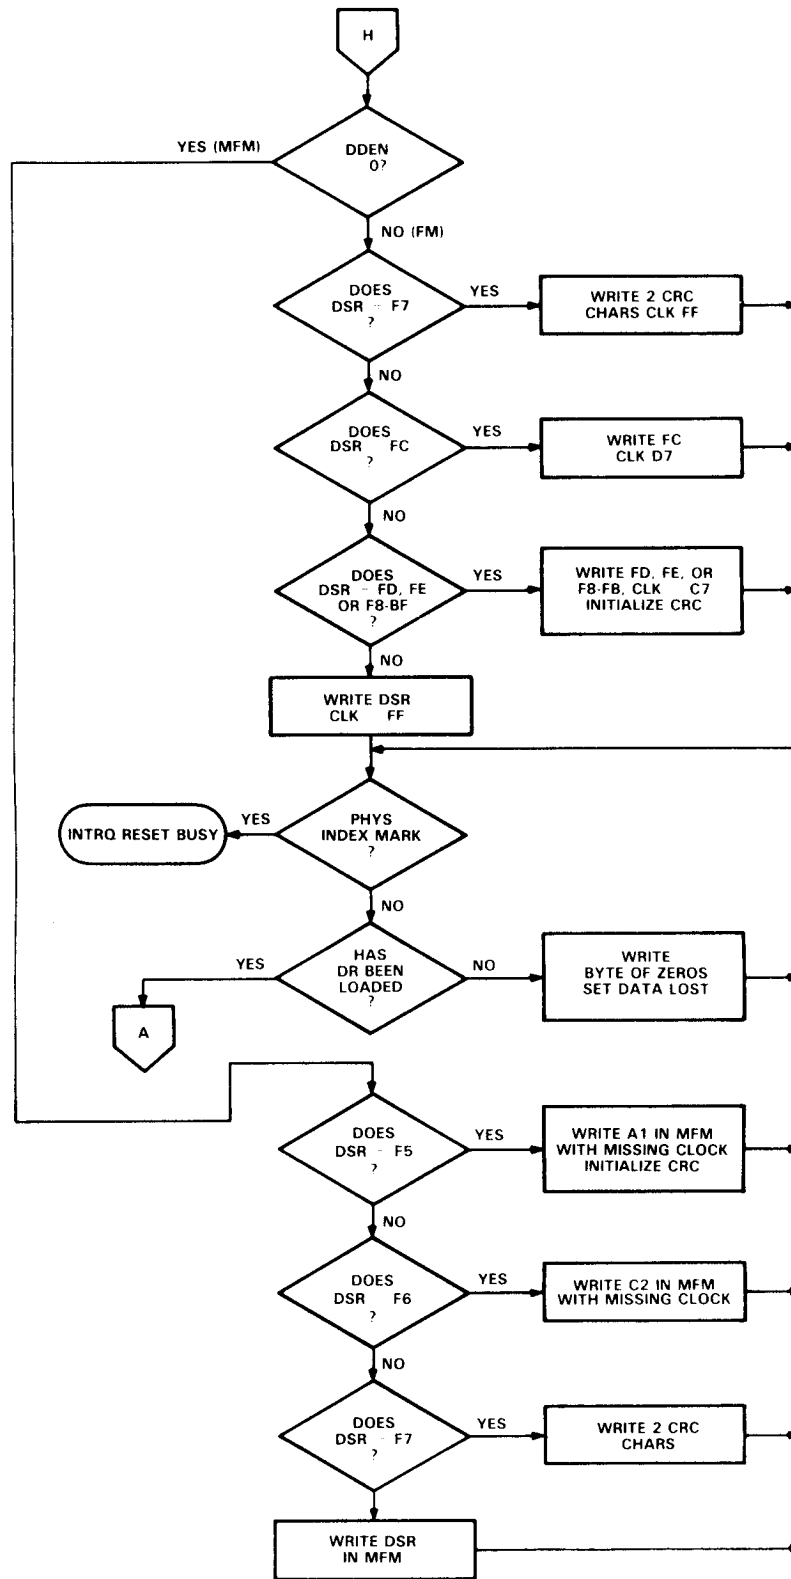 H
YES (MFM)
DDEN
0?
NO (FM)
DOES
DSR = F7
?
YES
WRITE 2 CRC
CHARS CLK FF
NO
DOES
DSR FC
?
YES
WRITE FC
CLK D7
NO
DOES
DSR = FD, FE
OR F8-BF
?
YES
WRITE FD, FE, OR
F8-FB, CLK C7
INITIALIZE CRC
NO
WRITE DSR
CLK FF
PHYS
INDEX MARK
?
YES
INTRQ RESET BUSY
NO
HAS
DR BEEN
LOADED
?
YES
A
NO
WRITE
BYTE OF ZEROS
SET DATA LOST
DOES
DSR = F5
?
YES
WRITE A1 IN MFM
WITH MISSING CLOCK
INITIALIZE CRC
NO
DOES
DSR F6
?
YES
WRITE C2 IN MFM
WITH MISSING CLOCK
NO
DOES
DSR = F7
?
YES
WRITE 2 CRC
CHARS
WRITE DSR
IN MFM